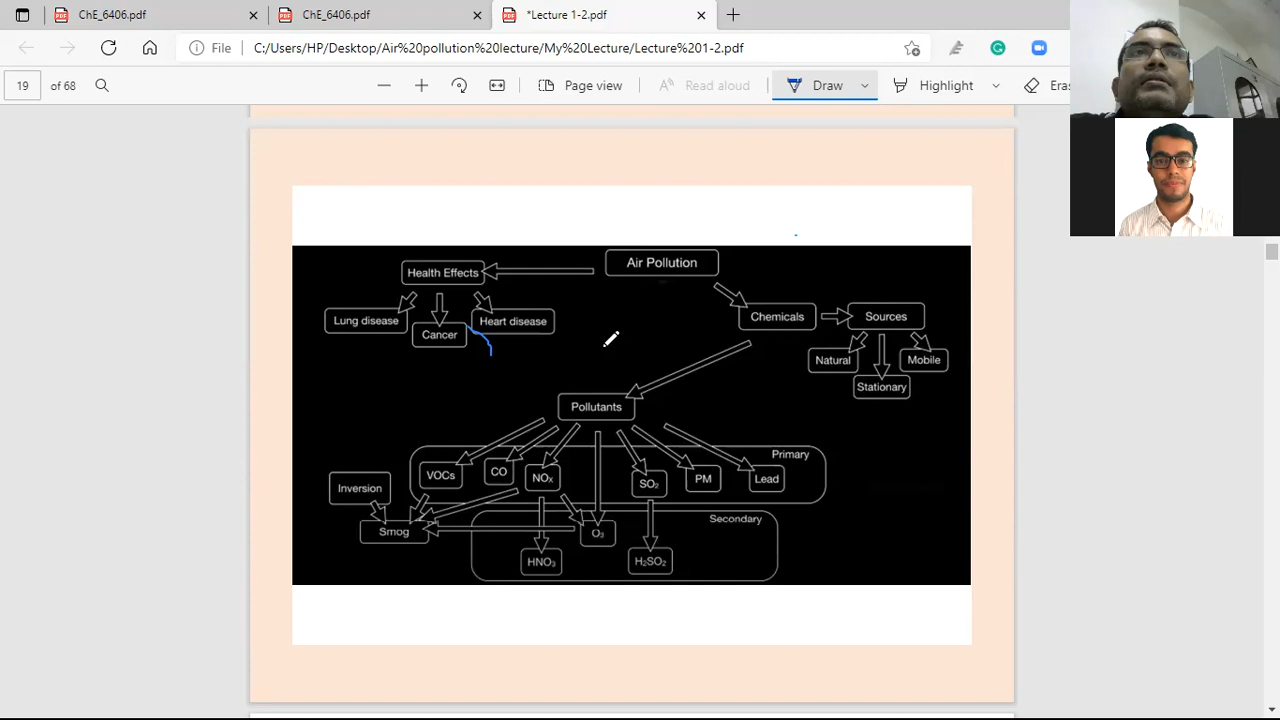 ChE_6406.pdf
ChE_6406.pdf
*Lecture 1-2.pdf
File C:/Users/HP/Desktop/Air%20pollution%20lecture/My%20Lecture/Lecture%201-2.pdf
19 of 68 Page view Read aloud Draw Highlight Eras
Air Pollution
Health Effects
Lung disease
Cancer
Heart disease
Chemicals
Sources
Natural
Stationary
Mobile
Pollutants
Primary
VOCs
CO
NOx
SO2
PM
Lead
Inversion
Smog
Secondary
O3
HNO3
H2SO2